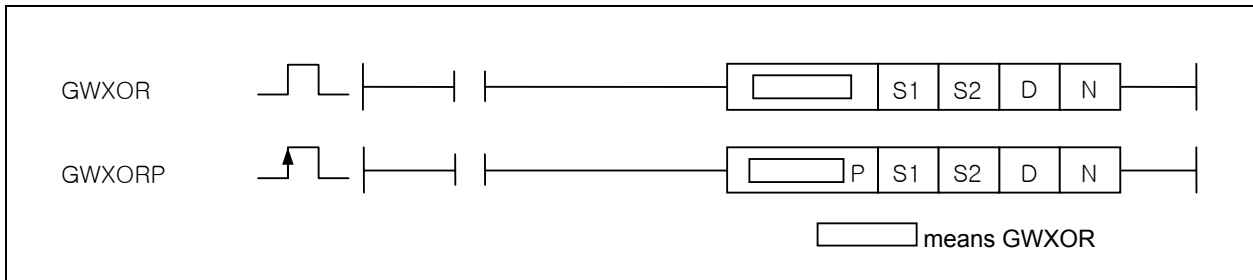 GWXOR S1 S2 D N
GWXORP P S1 S2 D N
means GWXOR